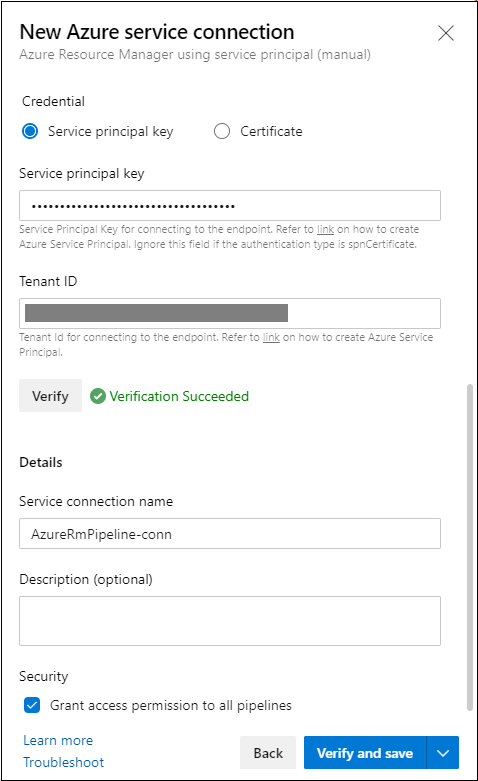 New Azure service connection
Azure Resource Manager using service principal (manual)
Credential
Service principal key
Certificate
Service principal key
••••••••••••••••••••••••••••••••••••
Service Principal Key for connecting to the endpoint. Refer to link on how to create
Azure Service Principal. Ignore this field if the authentication type is spnCertificate.
Tenant ID
Tenant Id for connecting to the endpoint. Refer to link on how to create Azure Service
Principal.
Verify
Verification Succeeded
Details
Service connection name
AzureRmPipeline-conn
Description (optional)
Security
Grant access permission to all pipelines
Learn more
Troubleshoot
Back
Verify and save